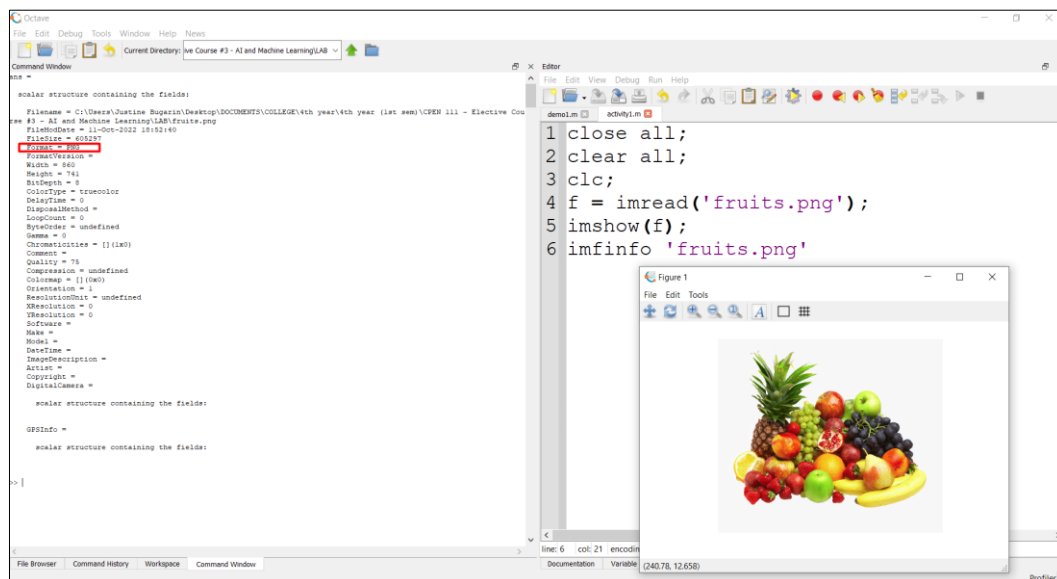 Octave
File Edit Debug Tools Window Help News
Current Directory: ive Course #3 - AI and Machine Learning\LAB
Command Window
ans =
scalar structure containing the fields:
Filename = C:\Users\Justine Bugarin\Desktop\DOCUMENTS\COLLEGE\4th year\4th year (1st sem)\CPEN 111 - Elective Cou
rse #3 - AI and Machine Learning\LAB\fruits.png
FileModDate = 11-Oct-2022 18:52:40
FileSize = 605297
Format = PNG
FormatVersion =
Width = 860
Height = 741
BitDepth = 8
ColorType = truecolor
DelayTime = 0
DisposalMethod =
LoopCount = 0
ByteOrder = undefined
Gamma = 0
Chromaticities = [](1x0)
Comment =
Quality = 75
Compression = undefined
Colormap = [](0x0)
Orientation = 1
ResolutionUnit = undefined
XResolution = 0
YResolution = 0
Software =
Make =
Model =
DateTime =
ImageDescription =
Artist =
Copyright =
DigitalCamera =
scalar structure containing the fields:
GPSInfo =
scalar structure containing the fields:
>>
File Browser Command History Workspace Command Window
Editor
File Edit View Debug Run Help
demo1.m activity1.m
1 close all;
2 clear all;
3 clc;
4 f = imread('fruits.png');
5 imshow(f);
6 imfinfo 'fruits.png'
Figure 1
File Edit Tools
A
(240.78, 12.658)
line: 6 col: 21 encodin
Documentation Variable
Profile